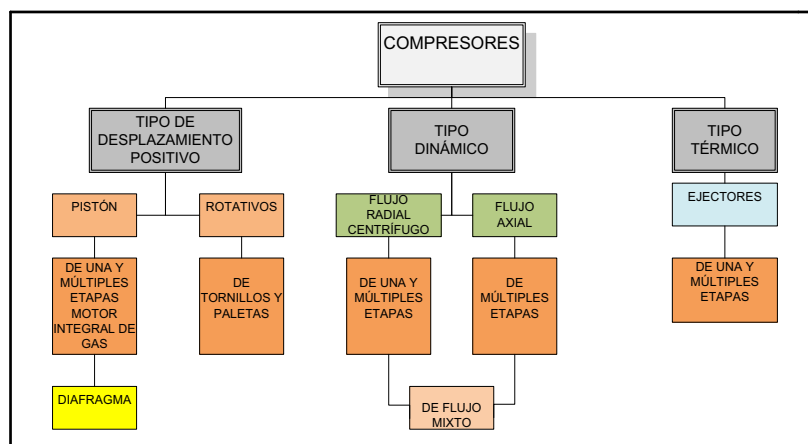 COMPRESORES
TIPO DE
DESPLAZAMIENTO
POSITIVO
TIPO
DINÁMICO
TIPO
TÉRMICO
PISTÓN
ROTATIVOS
FLUJO
RADIAL
CENTRÍFUGO
FLUJO
AXIAL
EJECTORES
DE UNA Y
MÚLTIPLES
ETAPAS
MOTOR
INTEGRAL DE
GAS
DE
TORNILLOS Y
PALETAS
DE UNA Y
MÚLTIPLES
ETAPAS
DE
MÚLTIPLES
ETAPAS
DE UNA Y
MÚLTIPLES
ETAPAS
DIAFRAGMA
DE FLUJO
MIXTO